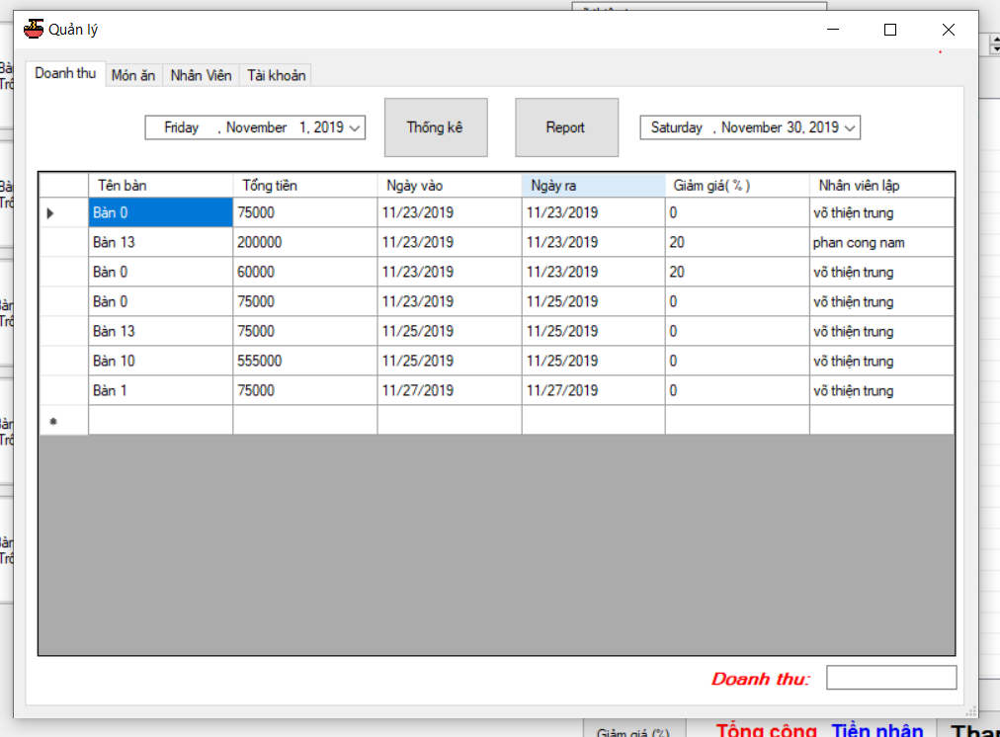 Quản lý
Doanh thu Món ăn Nhân Viên Tài khoản
Friday , November 1, 2019 Thống kê Report Saturday , November 30, 2019
Tên bàn Tổng tiền Ngày vào Ngày ra Giảm giá( % ) Nhân viên lập
Bàn 0 75000 11/23/2019 11/23/2019 0 võ thiện trung
Bàn 13 200000 11/23/2019 11/23/2019 20 phan cong nam
Bàn 0 60000 11/23/2019 11/23/2019 20 võ thiện trung
Bàn 0 75000 11/23/2019 11/25/2019 0 võ thiện trung
Bàn 13 75000 11/25/2019 11/25/2019 0 võ thiện trung
Bàn 10 555000 11/25/2019 11/25/2019 0 võ thiện trung
Bàn 1 75000 11/27/2019 11/27/2019 0 võ thiện trung
Doanh thu:
Giảm giá (%) Tổng cộng Tiền nhận